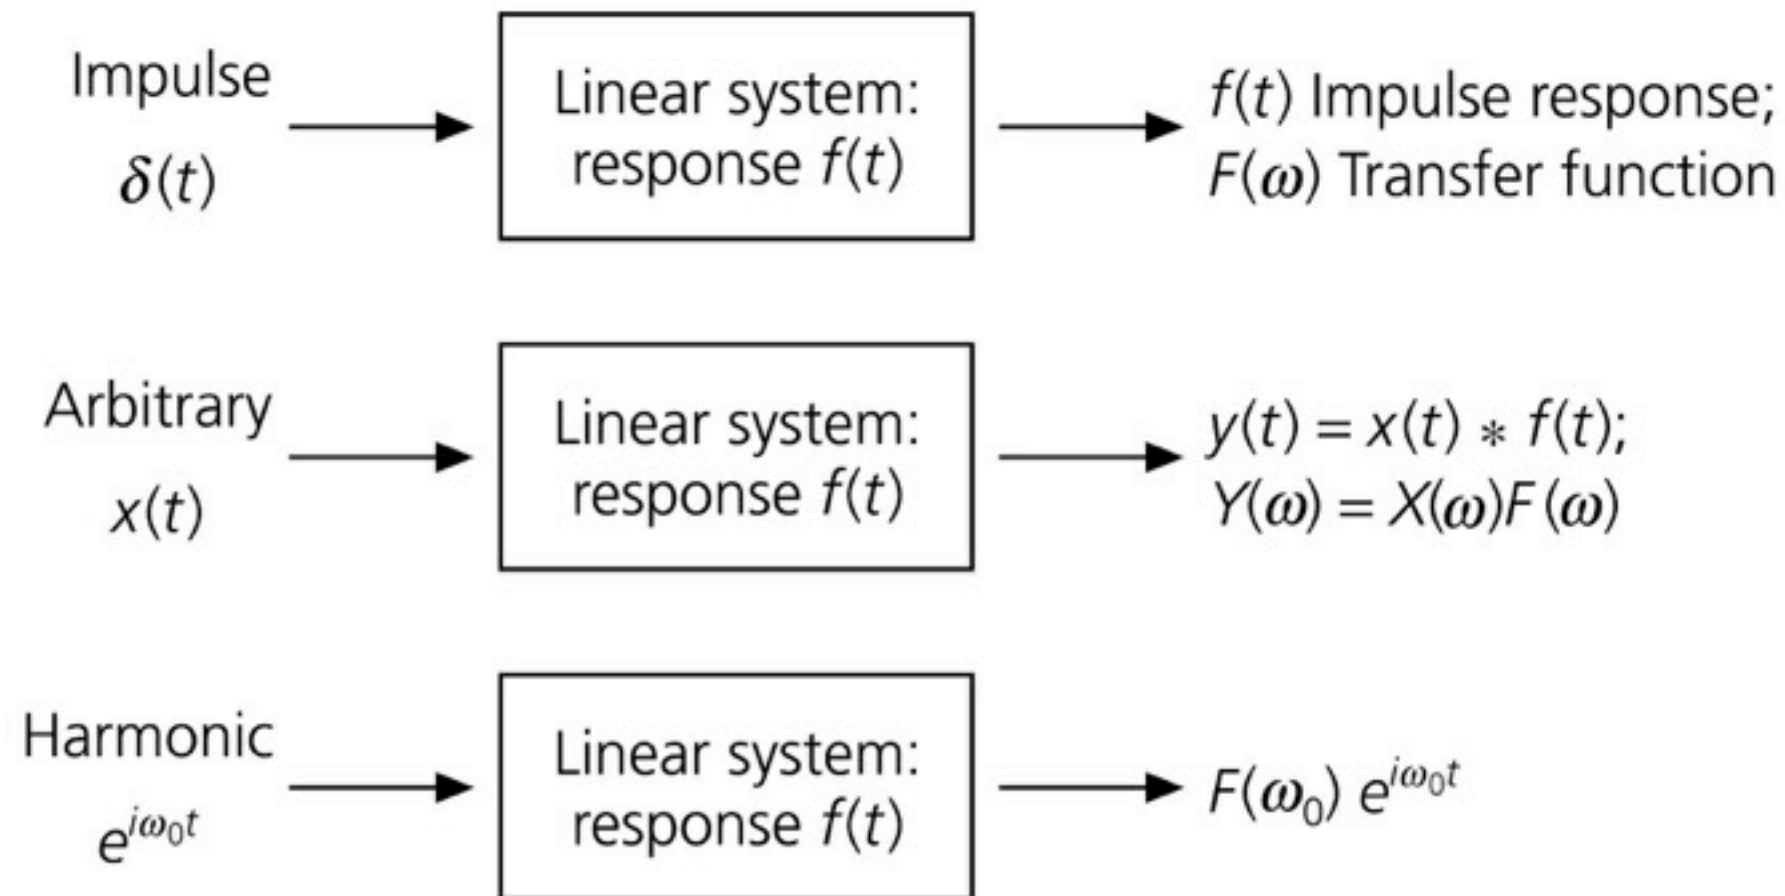 Impulse
δ(t)
Linear system:
response f(t)
f(t) Impulse response;
F(ω) Transfer function
Arbitrary
x(t)
Linear system:
response f(t)
y(t) = x(t) * f(t);
Y(ω) = X(ω)F(ω)
Harmonic
e^{iω₀t}
Linear system:
response f(t)
F(ω₀) e^{iω₀t}